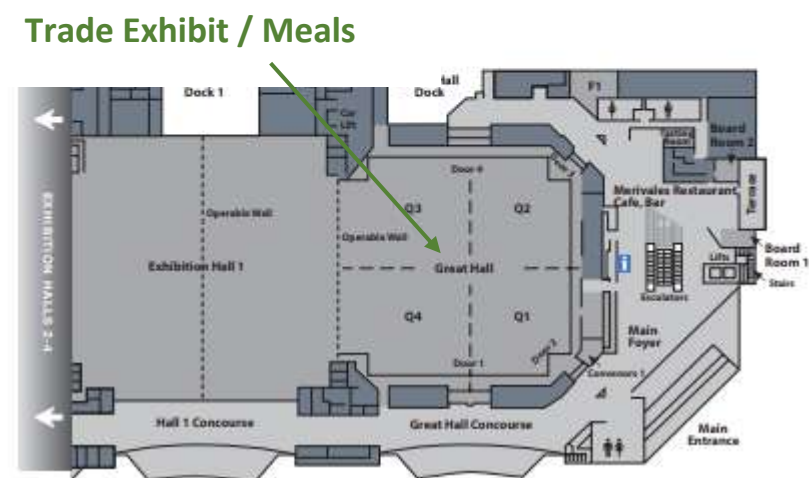 Trade Exhibit / Meals
Dock 1
Hall
Dock
F1
Car
Lift
Tasting
Room
Board
Room 2
Door 4
Door 3
Merivales Restaurant,
Cafe, Bar
Terrace
Q3
Q2
Operable Wall
Operable Wall
EXHIBITION HALLS 2-4
Exhibition Hall 1
Great Hall
i
Lifts
Board
Room 1
Stairs
Escalators
Q4
Q1
Main
Foyer
Door 2
Door 1
Convenors 1
Hall 1 Concourse
Great Hall Concourse
Main
Entrance